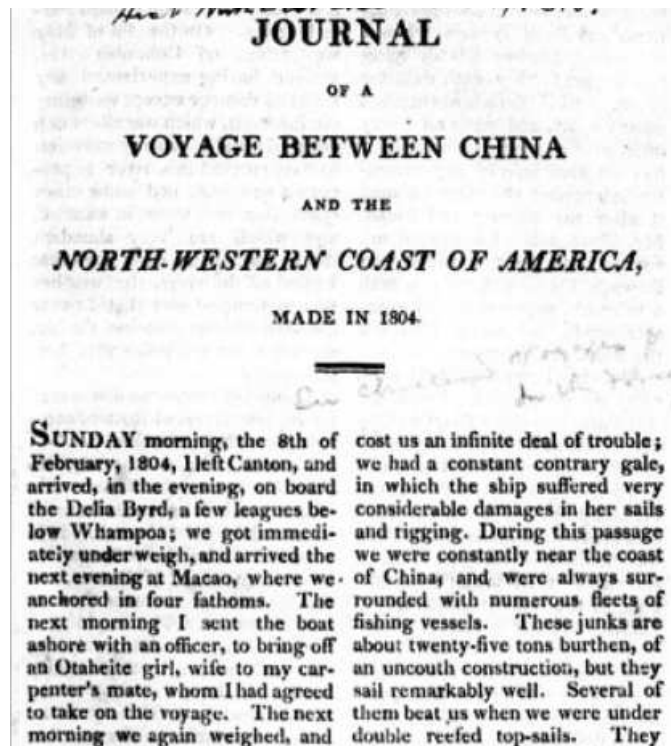 JOURNAL
OF A
VOYAGE BETWEEN CHINA
AND THE
NORTH-WESTERN COAST OF AMERICA,
MADE IN 1804.
SUNDAY morning, the 8th of
February, 1804, I left Canton, and
arrived, in the evening, on board
the Delia Byrd, a few leagues be-
low Whampoa; we got immedi-
ately under weigh, and arrived the
next evening at Macao, where we
anchored in four fathoms. The
next morning I sent the boat
ashore with an officer, to bring off
an Otaheite girl, wife to my car-
penter's mate, whom I had agreed
to take on the voyage. The next
morning we again weighed, and
cost us an infinite deal of trouble;
we had a constant contrary gale,
in which the ship suffered very
considerable damages in her sails
and rigging. During this passage
we were constantly near the coast
of China, and were always sur-
rounded with numerous fleets of
fishing vessels. These junks are
about twenty-five tons burthen, of
an uncouth construction, but they
sail remarkably well. Several of
them beat us when we were under
double reefed top-sails. They